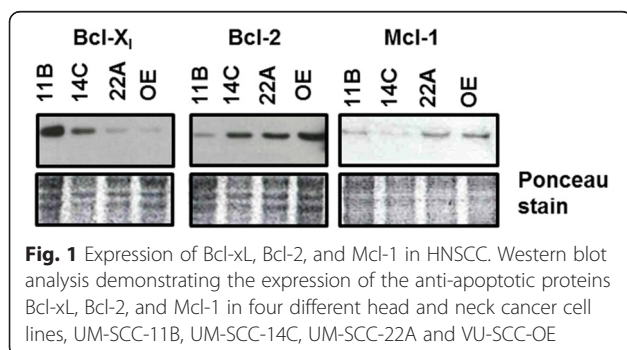 Bcl-Xl Bcl-2 Mcl-1
11B 14C 22A OE 11B 14C 22A OE 11B 14C 22A OE
Ponceau
stain
Fig. 1 Expression of Bcl-xL, Bcl-2, and Mcl-1 in HNSCC. Western blot
analysis demonstrating the expression of the anti-apoptotic proteins
Bcl-xL, Bcl-2, and Mcl-1 in four different head and neck cancer cell
lines, UM-SCC-11B, UM-SCC-14C, UM-SCC-22A and VU-SCC-OE